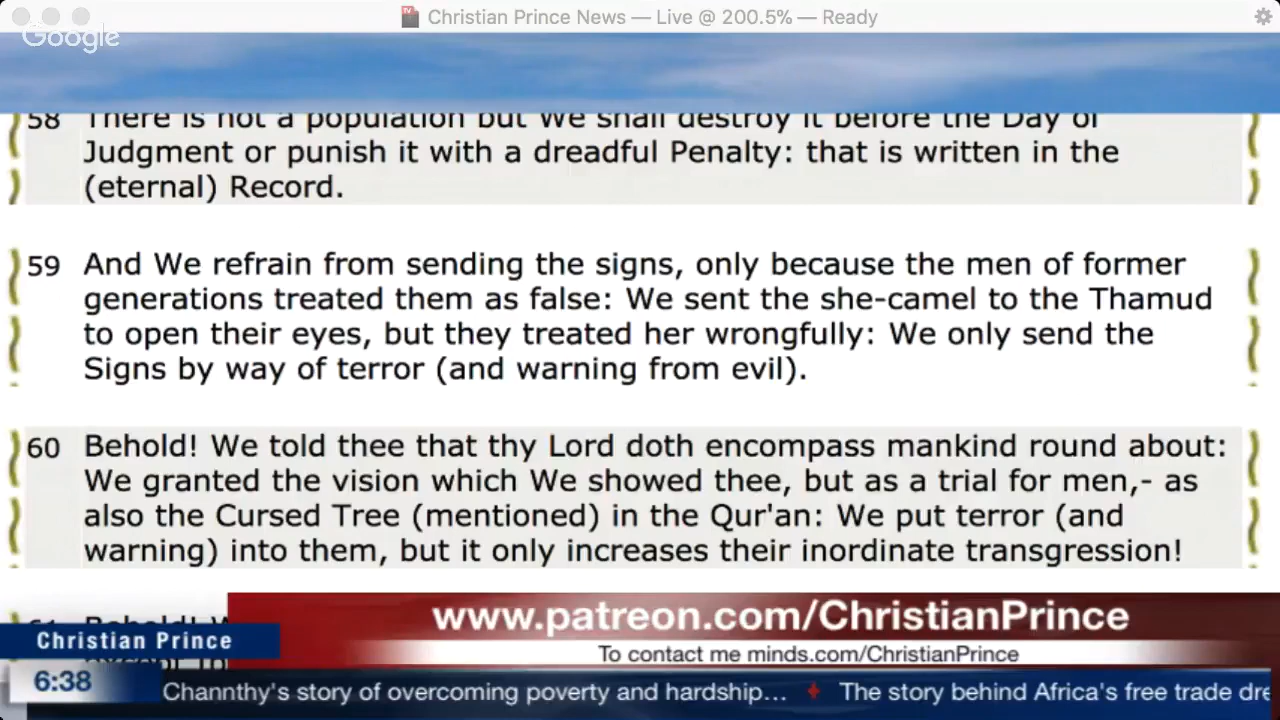 Christian Prince News — Live @ 200.5% — Ready
Google
58 There is not a population but We shall destroy it before the Day of
Judgment or punish it with a dreadful Penalty: that is written in the
(eternal) Record.
59 And We refrain from sending the signs, only because the men of former
generations treated them as false: We sent the she-camel to the Thamud
to open their eyes, but they treated her wrongfully: We only send the
Signs by way of terror (and warning from evil).
60 Behold! We told thee that thy Lord doth encompass mankind round about:
We granted the vision which We showed thee, but as a trial for men,- as
also the Cursed Tree (mentioned) in the Qur'an: We put terror (and
warning) into them, but it only increases their inordinate transgression!
www.patreon.com/ChristianPrince
Christian Prince
To contact me minds.com/ChristianPrince
6:38
Channthy's story of overcoming poverty and hardship... The story behind Africa's free trade dre